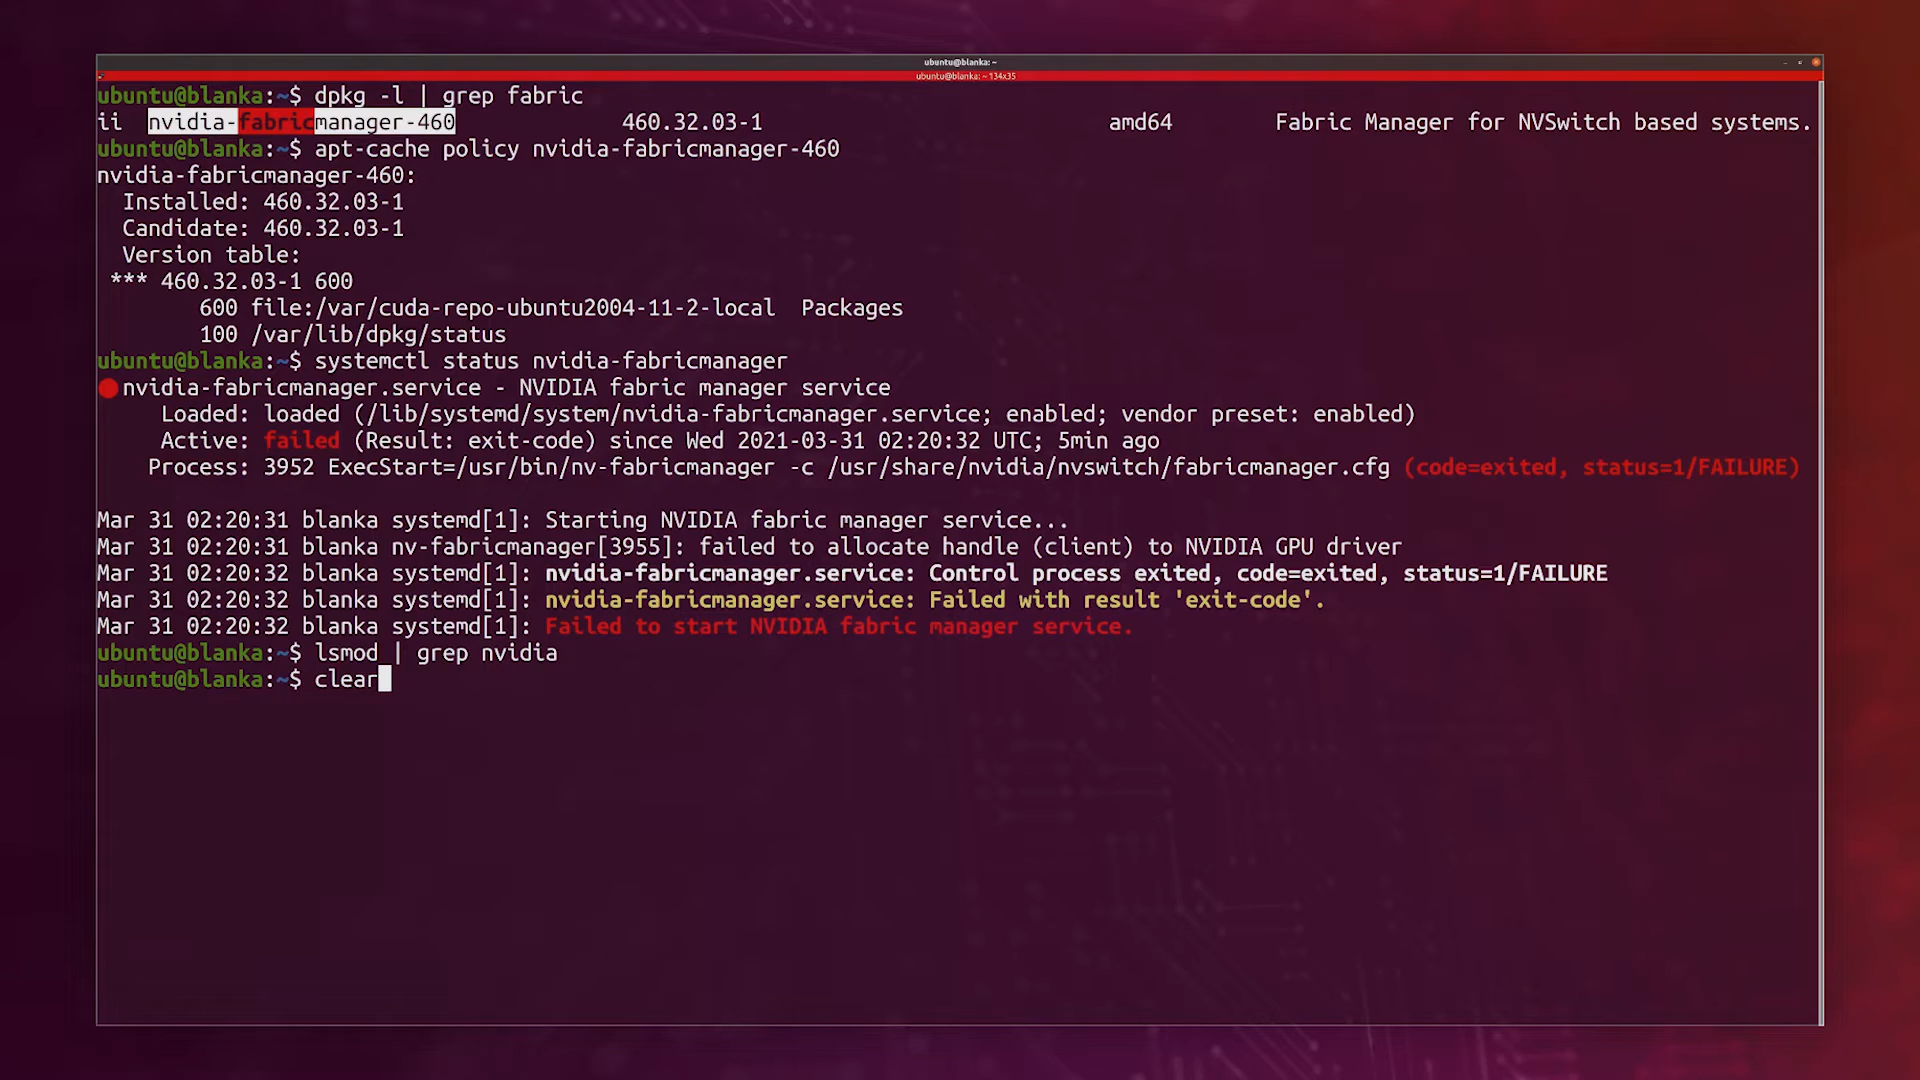 ubuntu@blanka: ~
ubuntu@blanka: ~ 134x35
ubuntu@blanka:~$ dpkg -l | grep fabric
ii  nvidia-fabricmanager-460             460.32.03-1                           amd64        Fabric Manager for NVSwitch based systems.
ubuntu@blanka:~$ apt-cache policy nvidia-fabricmanager-460
nvidia-fabricmanager-460:
  Installed: 460.32.03-1
  Candidate: 460.32.03-1
  Version table:
 *** 460.32.03-1 600
        600 file:/var/cuda-repo-ubuntu2004-11-2-local  Packages
        100 /var/lib/dpkg/status
ubuntu@blanka:~$ systemctl status nvidia-fabricmanager
● nvidia-fabricmanager.service - NVIDIA fabric manager service
     Loaded: loaded (/lib/systemd/system/nvidia-fabricmanager.service; enabled; vendor preset: enabled)
     Active: failed (Result: exit-code) since Wed 2021-03-31 02:20:32 UTC; 5min ago
    Process: 3952 ExecStart=/usr/bin/nv-fabricmanager -c /usr/share/nvidia/nvswitch/fabricmanager.cfg (code=exited, status=1/FAILURE)
Mar 31 02:20:31 blanka systemd[1]: Starting NVIDIA fabric manager service...
Mar 31 02:20:31 blanka nv-fabricmanager[3955]: failed to allocate handle (client) to NVIDIA GPU driver
Mar 31 02:20:32 blanka systemd[1]: nvidia-fabricmanager.service: Control process exited, code=exited, status=1/FAILURE
Mar 31 02:20:32 blanka systemd[1]: nvidia-fabricmanager.service: Failed with result 'exit-code'.
Mar 31 02:20:32 blanka systemd[1]: Failed to start NVIDIA fabric manager service.
ubuntu@blanka:~$ lsmod | grep nvidia
ubuntu@blanka:~$ clear